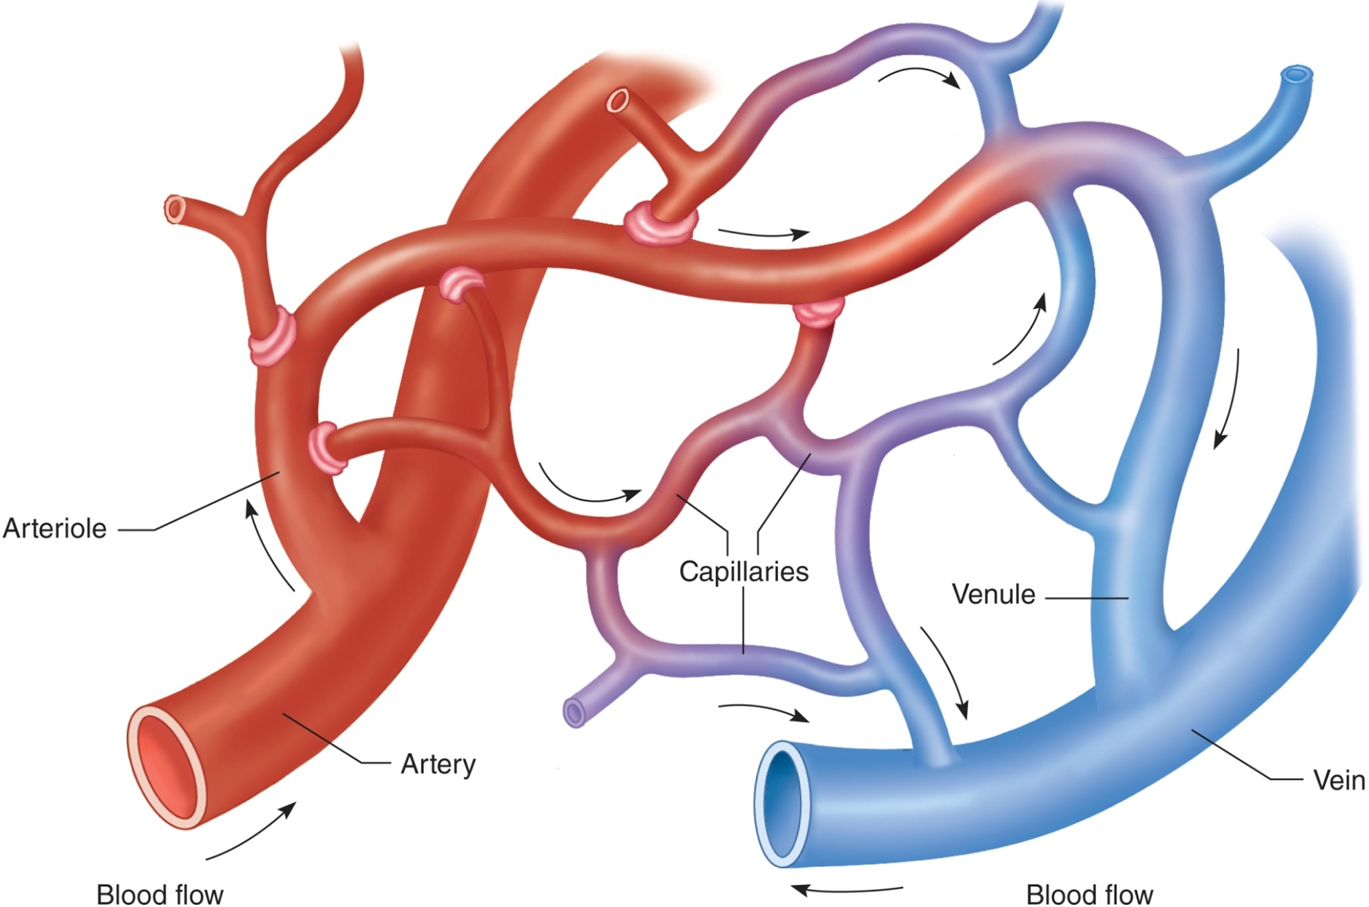 Arteriole
Capillaries
Venule
Artery
Vein
Blood flow
Blood flow